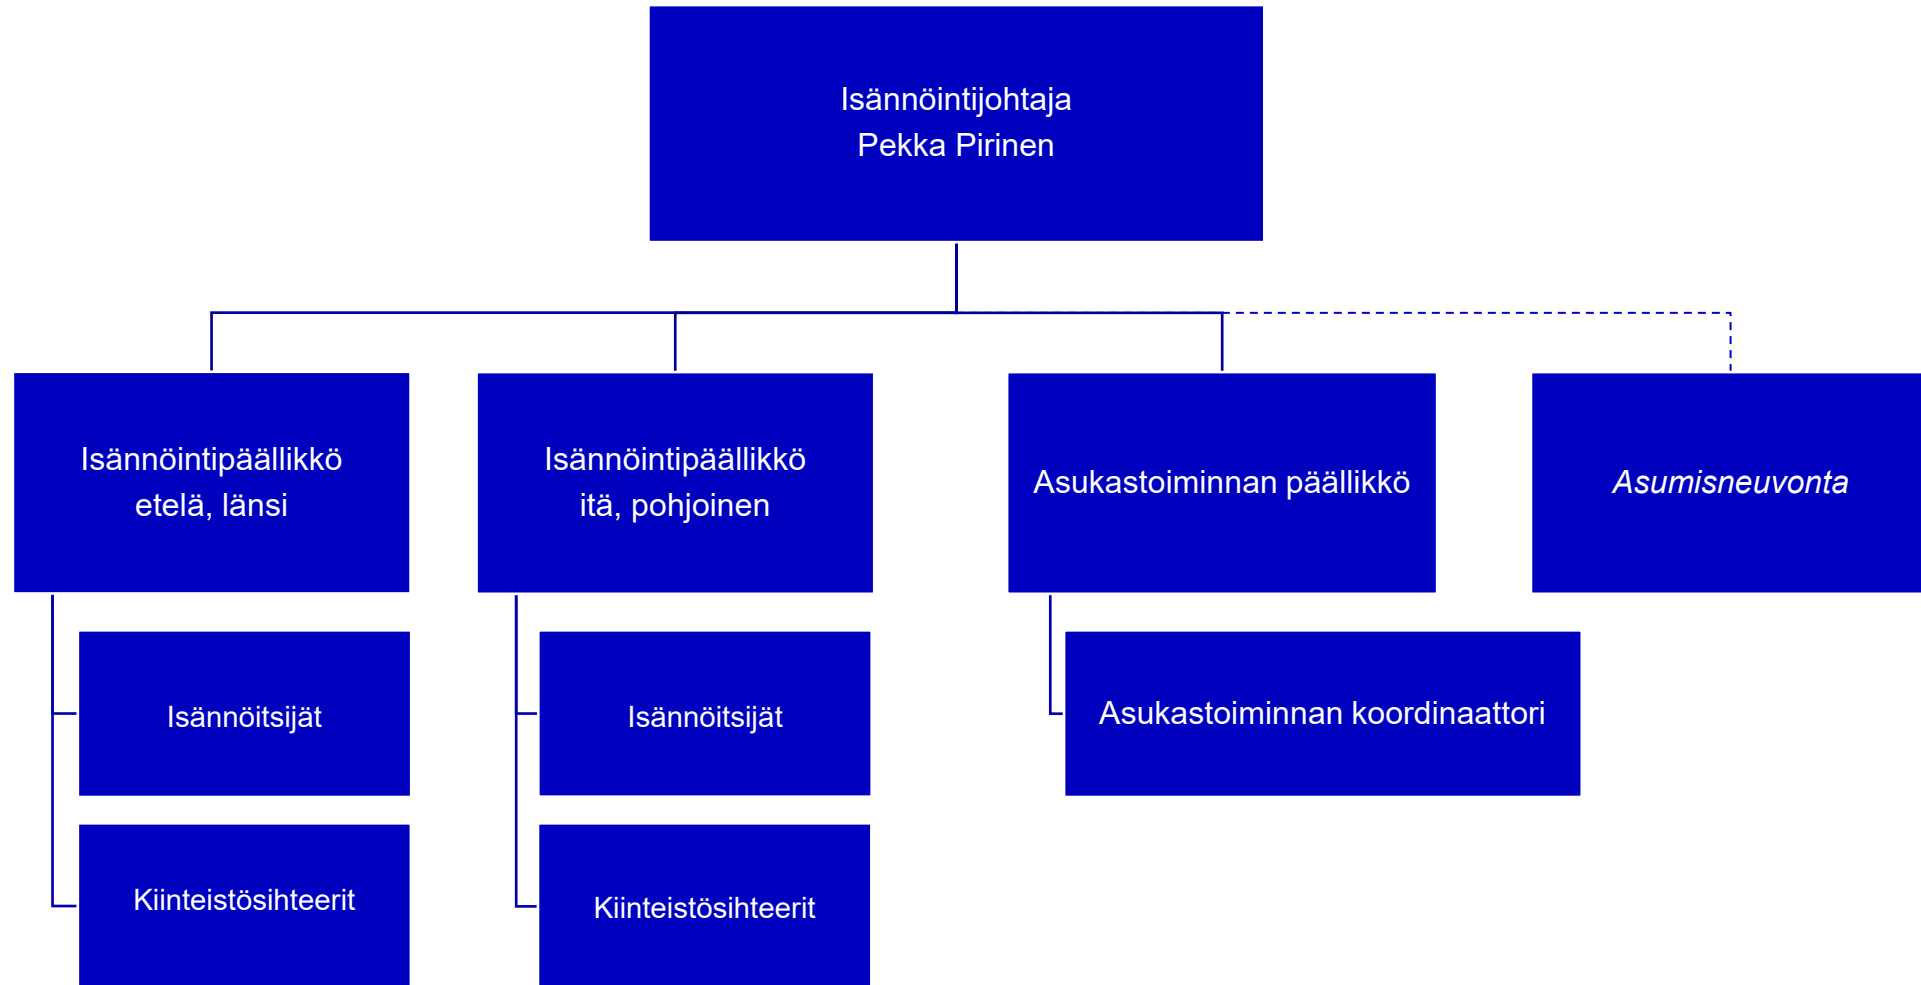 Isännöintijohtaja
Pekka Pirinen
Isännöintipäällikkö
etelä, länsi
Isännöintipäällikkö
itä, pohjoinen
Asukastoiminnan päällikkö
Asumisneuvonta
Isännöitsijät
Isännöitsijät
Asukastoiminnan koordinaattori
Kiinteistösihteerit
Kiinteistösihteerit